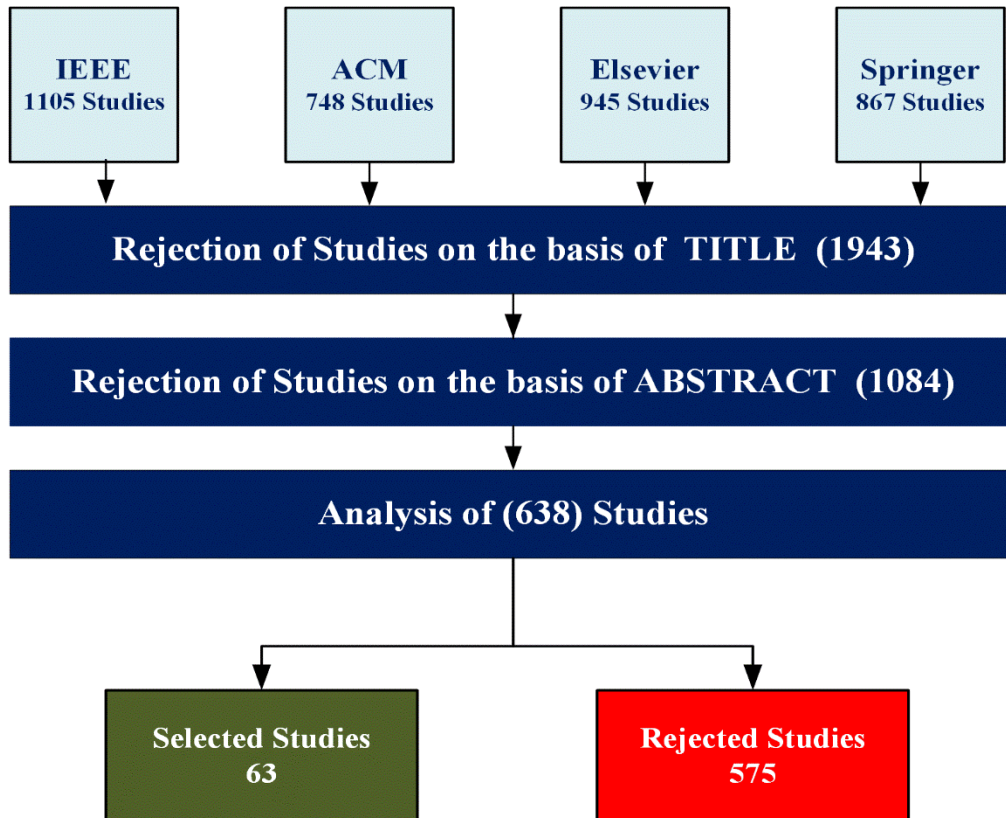 IEEE
1105 Studies
ACM
748 Studies
Elsevier
945 Studies
Springer
867 Studies
Rejection of Studies on the basis of TITLE (1943)
Rejection of Studies on the basis of ABSTRACT (1084)
Analysis of (638) Studies
Selected Studies
63
Rejected Studies
575